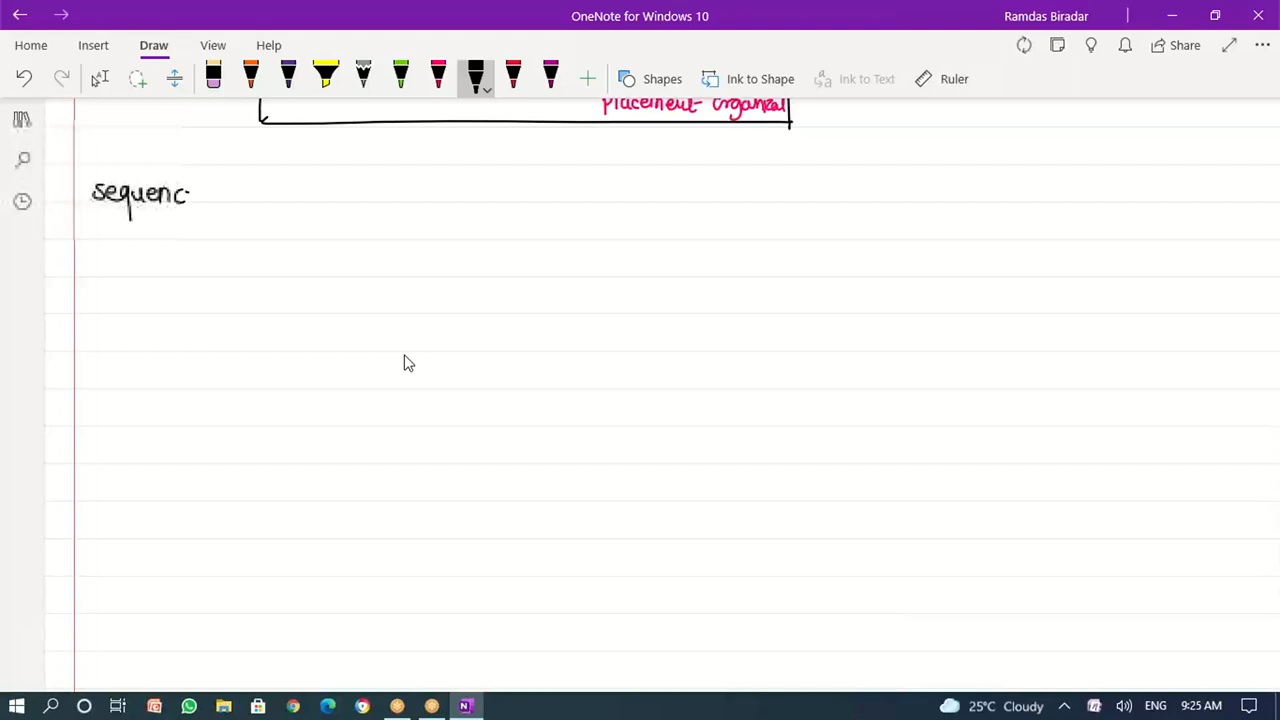 OneNote for Windows 10
Ramdas Biradar
Home Insert Draw View Help
Share
Shapes Ink to Shape Ink to Text Ruler
Placement-
sequenc
25°C Cloudy
ENG 9:25 AM